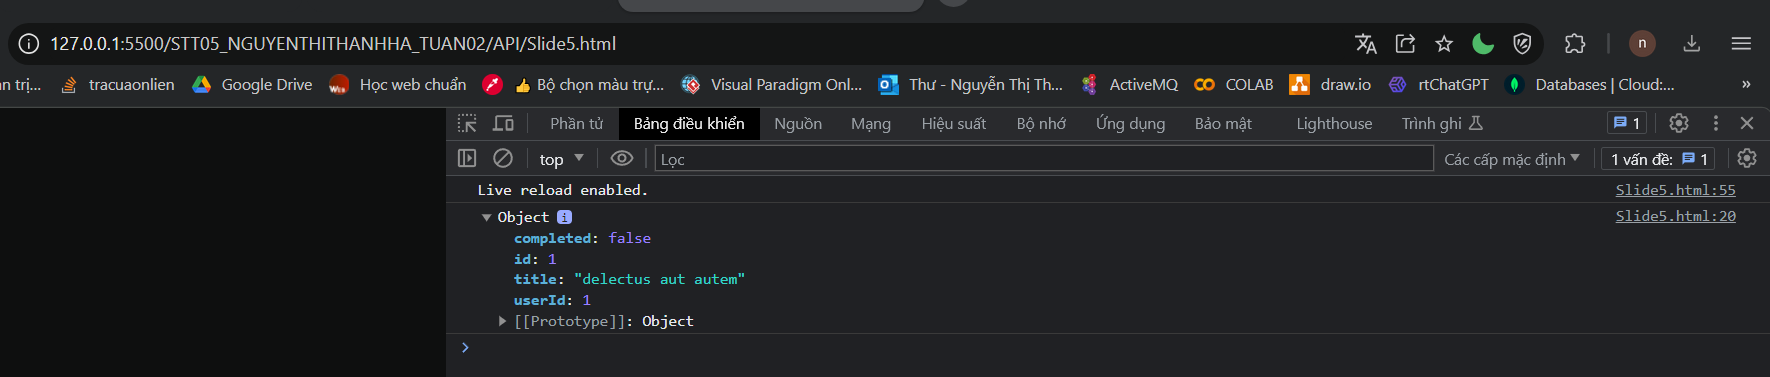 127.0.0.1:5500/STT05_NGUYENTHITHANHHA_TUAN02/API/Slide5.html n
ản trị... tracuaonlien Google Drive Học web chuẩn Bộ chọn màu trự... Visual Paradigm Onl... Thư - Nguyễn Thị Th... ActiveMQ COLAB draw.io rtChatGPT Databases | Cloud:... »
Phần tử Bảng điều khiển Nguồn Mạng Hiệu suất Bộ nhớ Ứng dụng Bảo mật Lighthouse Trình ghi 1
top Lọc Các cấp mặc định 1 vấn đề: 1
Live reload enabled. Slide5.html:55
Object i Slide5.html:20
completed: false
id: 1
title: "delectus aut autem"
userId: 1
[[Prototype]]: Object